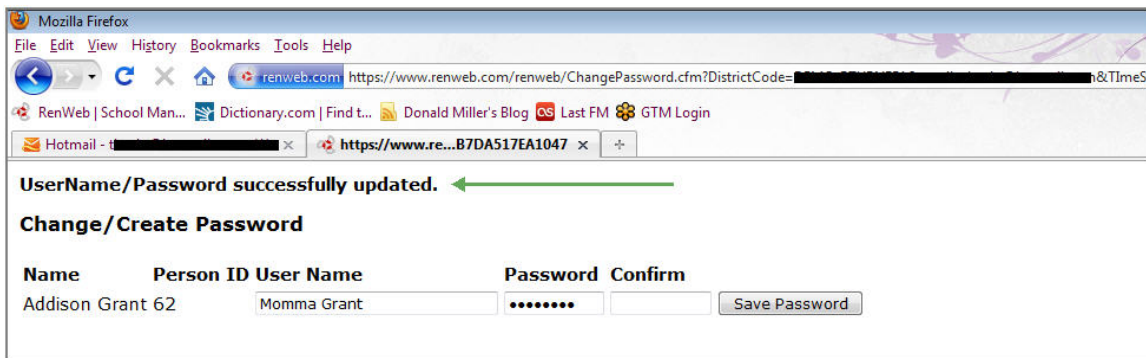 Mozilla Firefox
File Edit View History Bookmarks Tools Help
renweb.com https://www.renweb.com/renweb/ChangePassword.cfm?DistrictCode= n&TImeS
RenWeb | School Man... Dictionary.com | Find t... Donald Miller's Blog Last FM GTM Login
Hotmail - t https://www.re...B7DA517EA1047
UserName/Password successfully updated.
Change/Create Password
Name Person ID User Name Password Confirm
Addison Grant 62 Momma Grant •••••••• Save Password